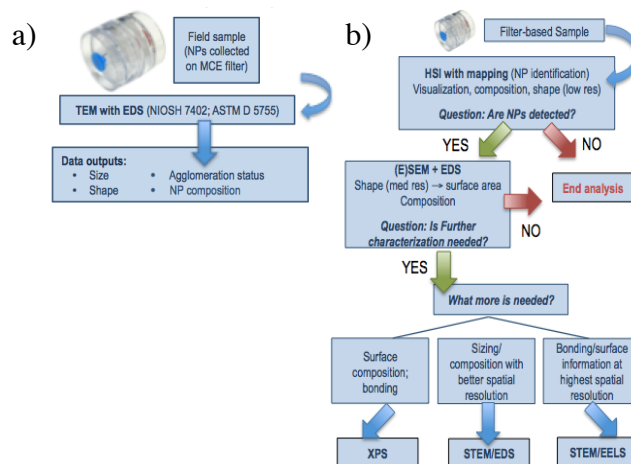 a)
Field sample
(NPs collected
on MCE filter)
TEM with EDS (NIOSH 7402; ASTM D 5755)
Data outputs:
• Size
• Shape
• Agglomeration status
• NP composition
b)
Filter-based Sample
HSI with mapping (NP identification)
Visualization, composition, shape (low res)
Question: Are NPs detected?
YES
NO
(E)SEM + EDS
Shape (med res) → surface area
Composition
Question: Is Further
characterization needed?
End analysis
NO
YES
What more is needed?
Surface
composition;
bonding
Sizing/
composition with
better spatial
resolution
Bonding/surface
information at
highest spatial
resolution
XPS
STEM/EDS
STEM/EELS